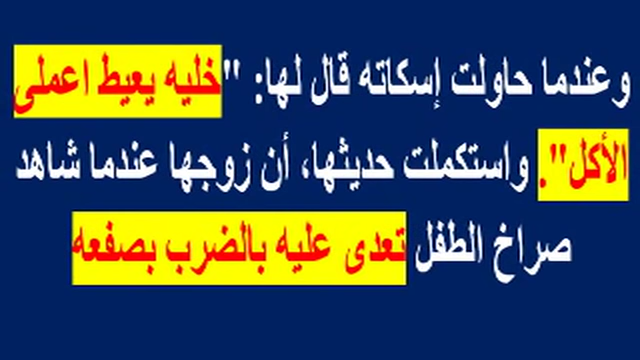 وعندما حاولت إسكاته قال لها: "خليه يعيط اعملى
الأكل". واستكملت حديثها، أن زوجها عندما شاهد
صراخ الطفل تعدى عليه بالضرب بصفعه